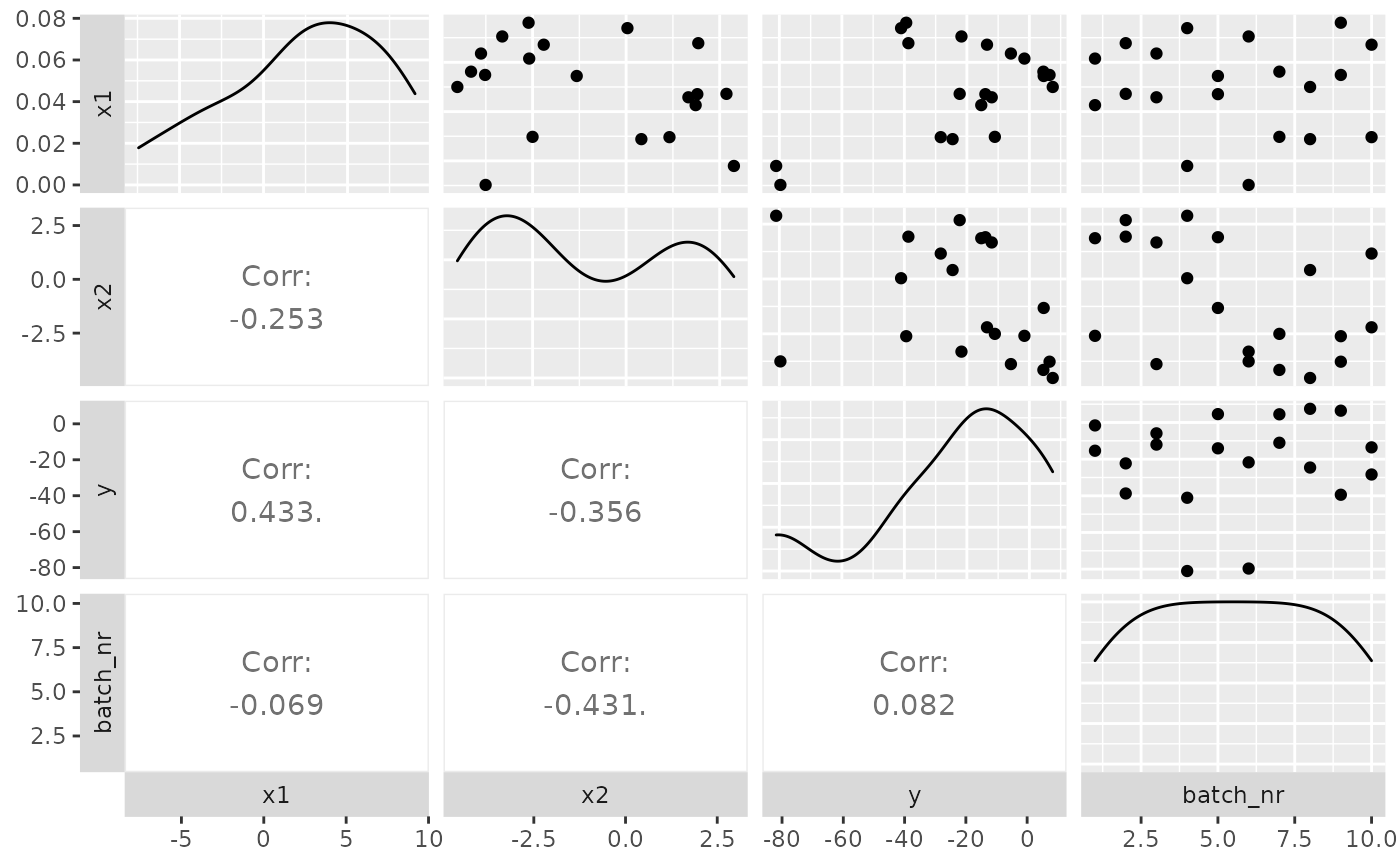 0.08
0.06
0.04
0.02
0.00
x1
2.5
0.0
-2.5
x2
Corr:
-0.253
0
-20
-40
-60
-80
y
Corr:
0.433.
Corr:
-0.356
10.0
7.5
5.0
2.5
batch_nr
Corr:
-0.069
Corr:
-0.431.
Corr:
0.082
x1 x2 y batch_nr
-5 0 5 10 -2.5 0.0 2.5 -80 -60 -40 -20 0 2.5 5.0 7.5 10.0